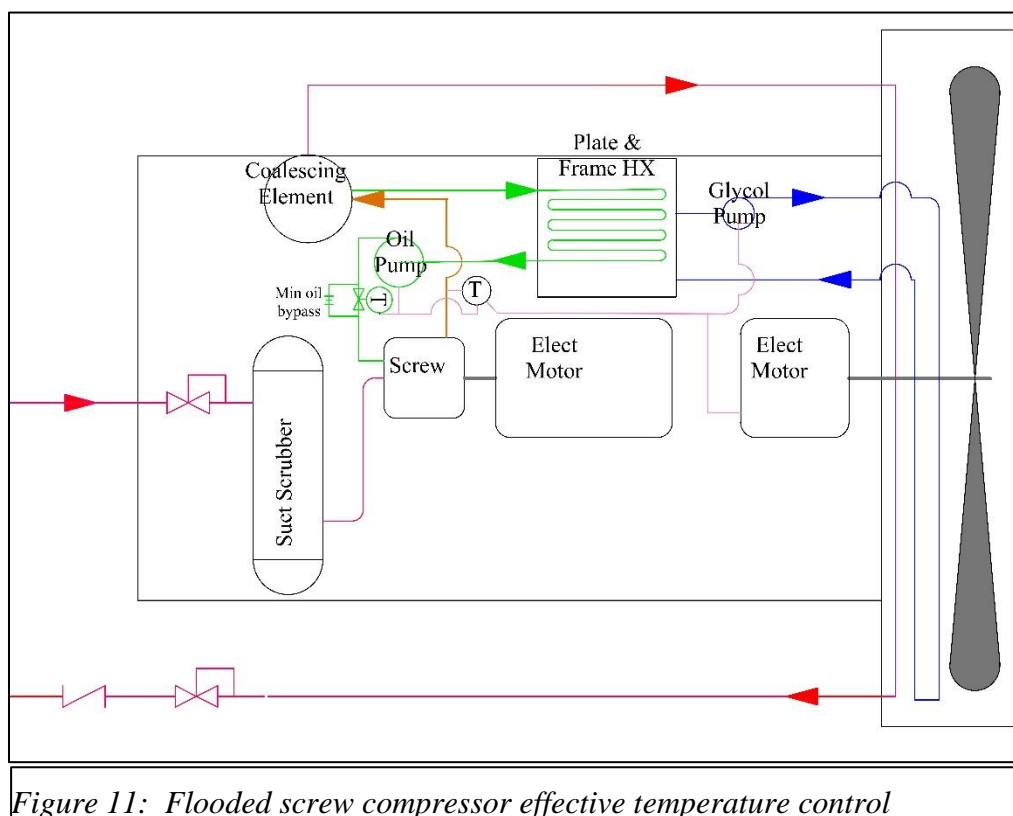 Plate &
Frame HX
Coalescing
Element
Glycol
Pump
Oil
Pump
Min oil
bypass
T
T
Screw
Elect
Motor
Elect
Motor
Suct Scrubber
Figure 11: Flooded screw compressor effective temperature control